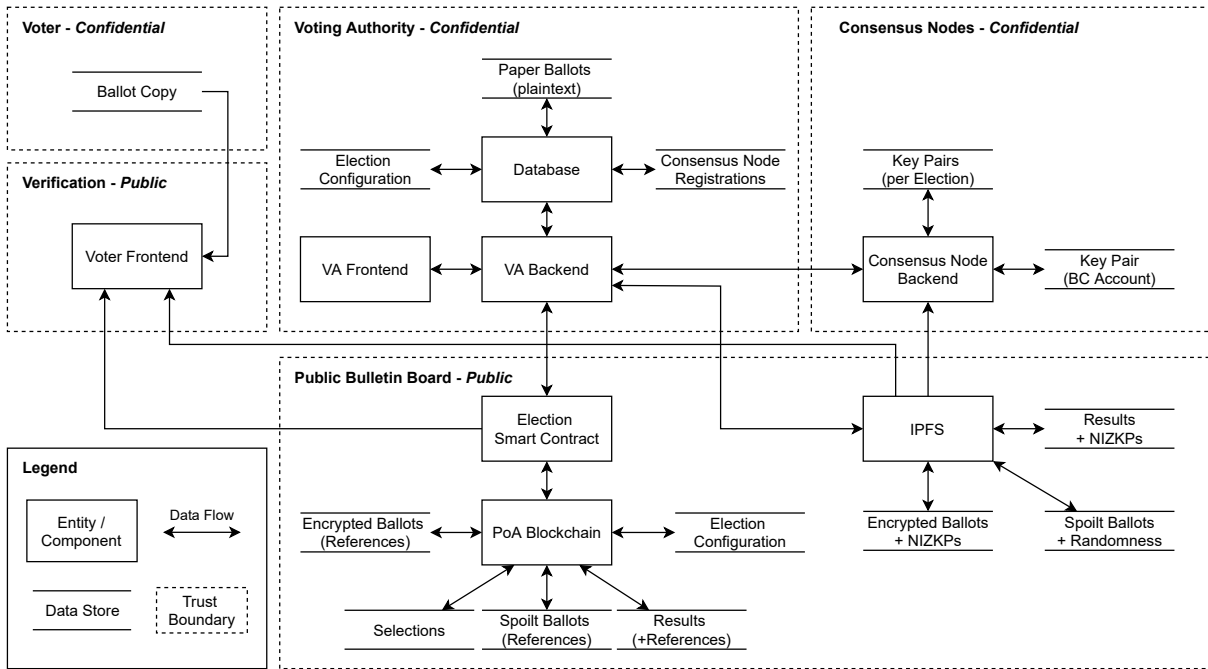 Voter - Confidential
Ballot Copy
Voting Authority - Confidential
Paper Ballots
(plaintext)
Database
Election
Configuration
Consensus Node
Registrations
VA Frontend
VA Backend
Consensus Nodes - Confidential
Key Pairs
(per Election)
Consensus Node
Backend
Key Pair
(BC Account)
Verification - Public
Voter Frontend
Public Bulletin Board - Public
Election
Smart Contract
PoA Blockchain
Encrypted Ballots
(References)
Election
Configuration
Selections
Spoilt Ballots
(References)
Results
(+References)
IPFS
Results
+ NIZKPs
Encrypted Ballots
+ NIZKPs
Spoilt Ballots
+ Randomness
Legend
Entity /
Component
Data Flow
Data Store
Trust
Boundary